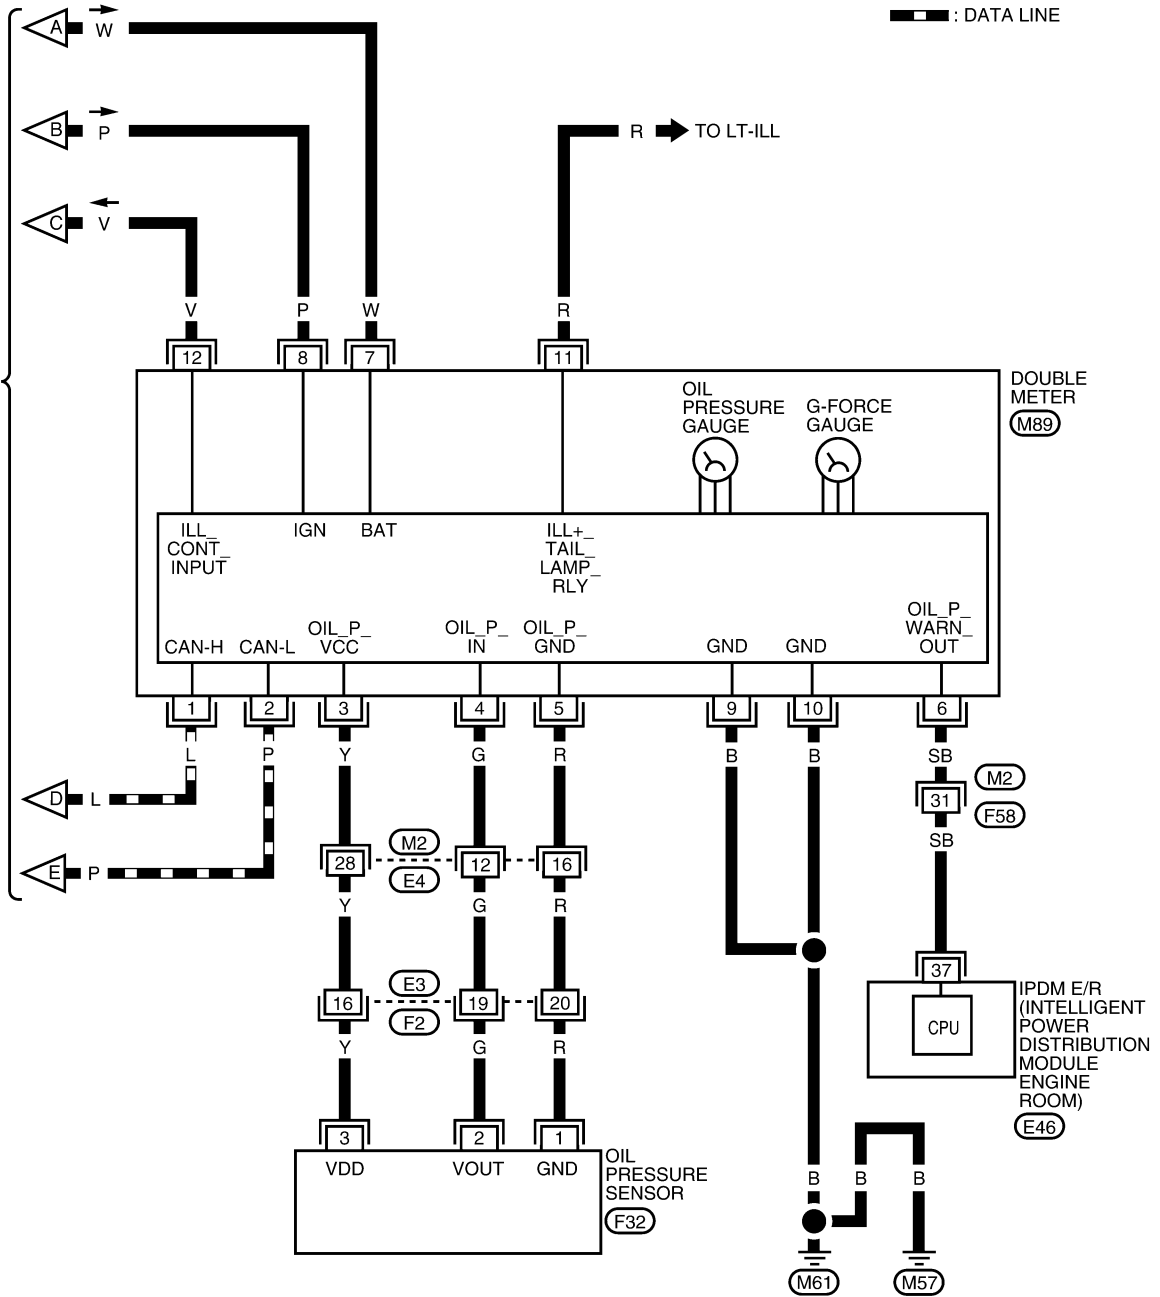 A W
: DATA LINE
B P
R TO LT-ILL
C V
V P W R
12 8 7 11
DOUBLE
METER
M89
OIL
PRESSURE
GAUGE
G-FORCE
GAUGE
ILL_
CONT_
INPUT
IGN
BAT
ILL+_
TAIL_
LAMP_
RLY
CAN-H
CAN-L
OIL_P_
VCC
OIL_P_
IN
OIL_P_
GND
GND
GND
OIL_P_
WARN_
OUT
1 2 3 4 5 9 10 6
L P Y G R B B SB
M2
31
F58
SB
D L
E P
28
M2
E4
12
16
Y G R
16
E3
F2
19
20
Y G R
37
CPU
IPDM E/R
(INTELLIGENT
POWER
DISTRIBUTION
MODULE
ENGINE
ROOM)
E46
3 2 1
VDD VOUT GND
OIL
PRESSURE
SENSOR
F32
B B B
M61 M57